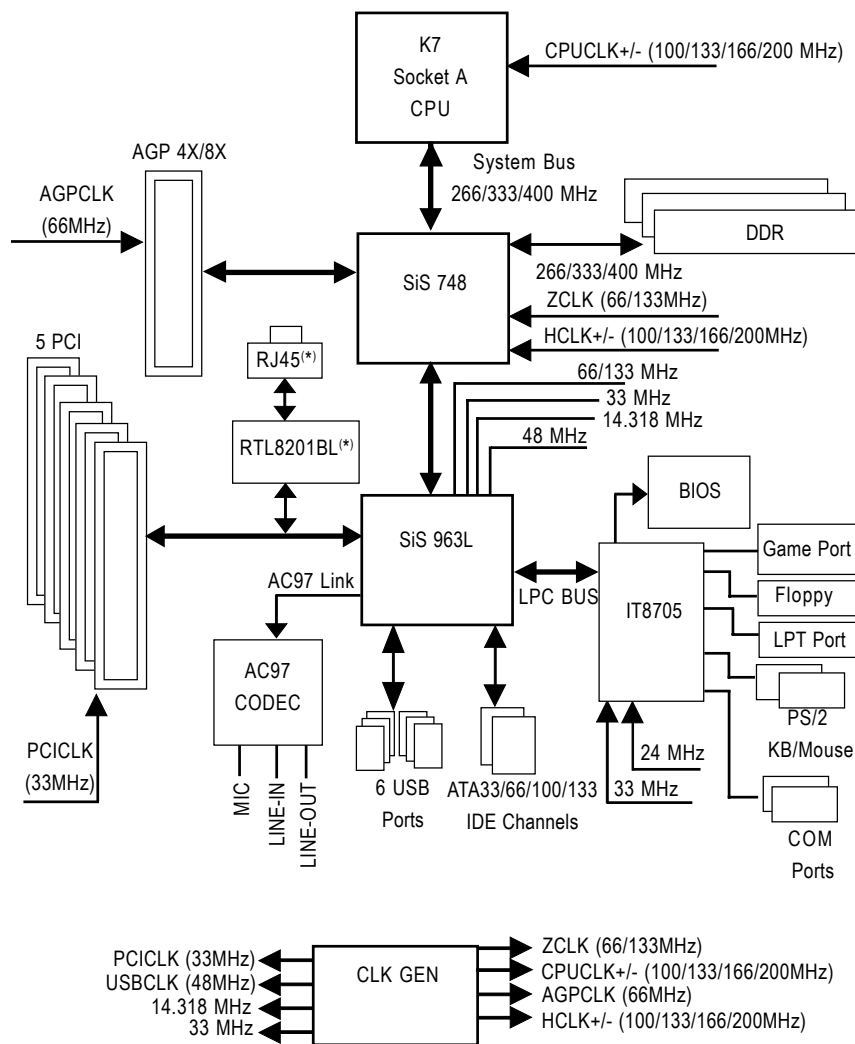 K7
Socket A
CPU
CPUCLK+/- (100/133/166/200 MHz)
AGP 4X/8X
System Bus
266/333/400 MHz
AGPCLK
(66MHz)
DDR
SiS 748
266/333/400 MHz
ZCLK (66/133MHz)
HCLK+/- (100/133/166/200MHz)
5 PCI
RJ45(*)
66/133 MHz
33 MHz
14.318 MHz
48 MHz
RTL8201BL(*)
BIOS
SiS 963L
Game Port
AC97 Link
LPC BUS
IT8705
Floppy
LPT Port
AC97
CODEC
PS/2
KB/Mouse
PCICLK
(33MHz)
24 MHz
33 MHz
MIC
LINE-IN
LINE-OUT
6 USB
Ports
ATA33/66/100/133
IDE Channels
COM
Ports
CLK GEN
PCICLK (33MHz)
USBCLK (48MHz)
14.318 MHz
33 MHz
ZCLK (66/133MHz)
CPUCLK+/- (100/133/166/200MHz)
AGPCLK (66MHz)
HCLK+/- (100/133/166/200MHz)